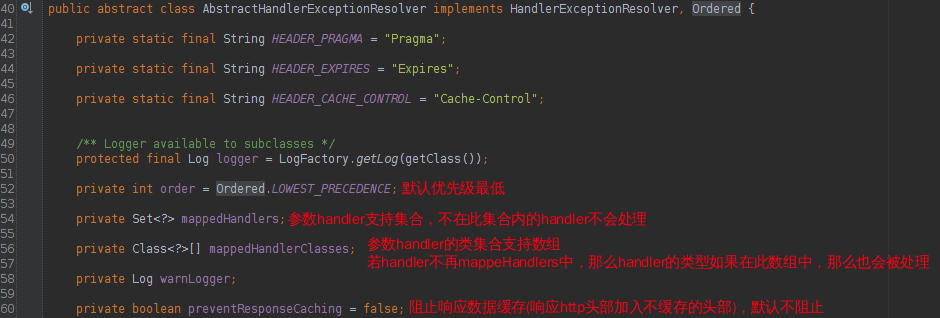 40 public abstract class AbstractHandlerExceptionResolver implements HandlerExceptionResolver, Ordered {
41
42 private static final String HEADER_PRAGMA = "Pragma";
43
44 private static final String HEADER_EXPIRES = "Expires";
45
46 private static final String HEADER_CACHE_CONTROL = "Cache-Control";
47
48
49 /** Logger available to subclasses */
50 protected final Log logger = LogFactory.getLog(getClass());
51
52 private int order = Ordered.LOWEST_PRECEDENCE; 默认优先级最低
53
54 private Set<?> mappedHandlers; 参数handler支持集合，不在此集合内的handler不会处理
55
56 private Class<?>[] mappedHandlerClasses; 参数handler的类集合支持数组
57 若handler不再mappeHandlers中，那么handler的类型如果在此数组中，那么也会被处理
58 private Log warnLogger;
59
60 private boolean preventResponseCaching = false; 阻止响应数据缓存(响应http头部加入不缓存的头部)，默认不阻止